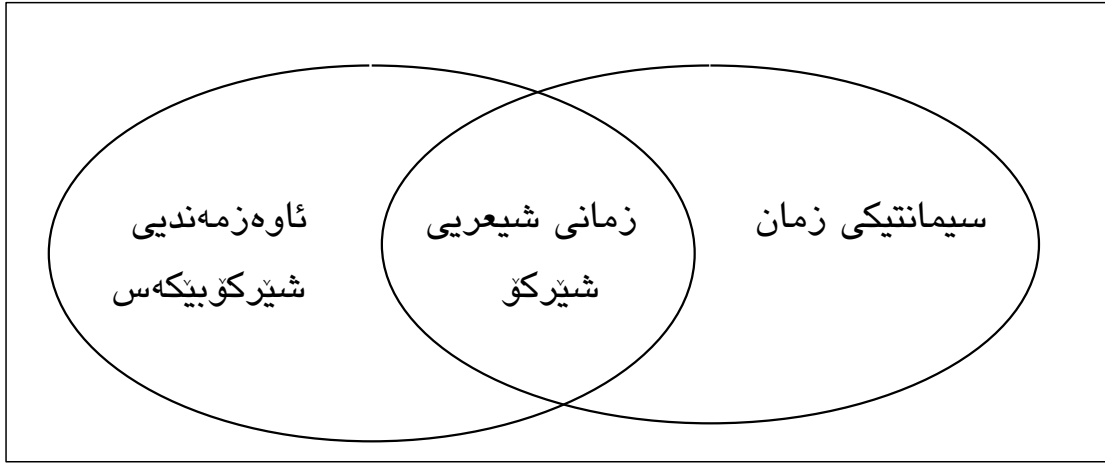 سیمانتیکی زمان
زمانی شیعریی
شێرکۆ
ئاوەزمەندیی
شێرکۆبێکەس